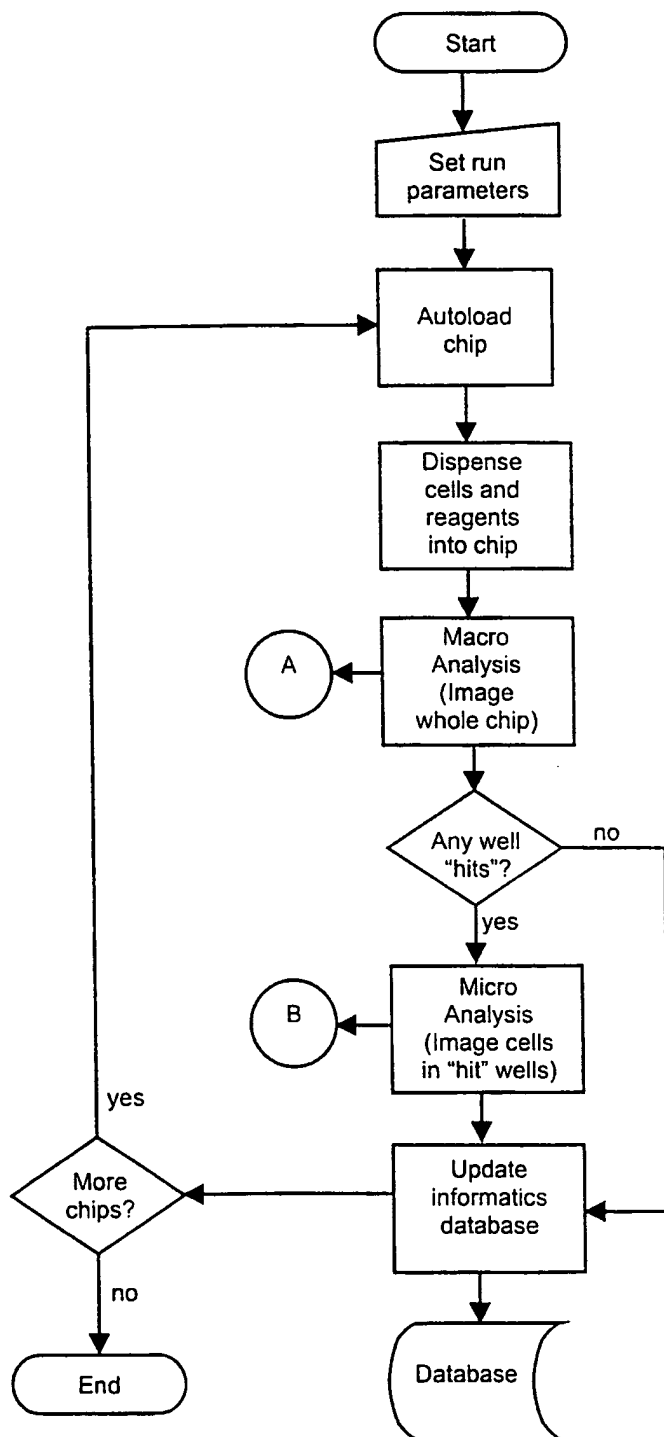 Start
Set run
parameters
Autoload
chip
Dispense
cells and
reagents
into chip
Macro
Analysis
(Image
whole chip)
A
Any well
“hits”?
no
yes
Micro
Analysis
(Image cells
in “hit” wells)
B
yes
Update
informatics
database
More
chips?
no
End
Database